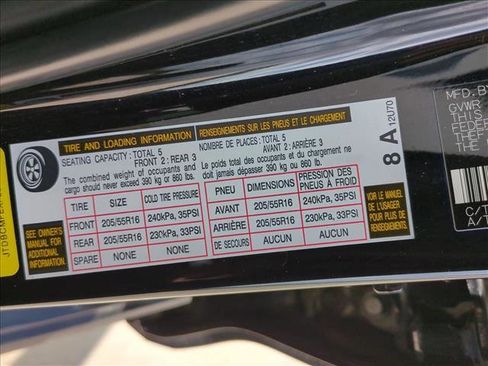 TIRE AND LOADING INFORMATION
SEATING CAPACITY: TOTAL 5
FRONT 2 : REAR 3
The combined weight of occupants and
cargo should never exceed 390 kg or 860 lbs.
TIRE SIZE COLD TIRE PRESSURE
FRONT 205/55R16 240kPa, 35PSI
REAR 205/55R16 230kPa, 33PSI
SPARE NONE NONE
SEE OWNER'S
MANUAL FOR
ADDITIONAL
INFORMATION.
RENSEIGNEMENTS SUR LES PNEUS ET LE CHARGEMENT
NOMBRE DE PLACES: TOTAL 5
AVANT 2 : ARRIÈRE 3
Le poids total des occupants et du chargement ne
doit jamais dépasser 390 kg ou 860 lb.
PNEU DIMENSIONS PRESSION DES
PNEUS À FROID
AVANT 205/55R16 240kPa, 35PSI
ARRIÈRE 205/55R16 230kPa, 33PSI
DE SECOURS AUCUN AUCUN
VOIR LE MANUEL
DE L'USAGER
POUR PLUS DE
RENSEIGNEMENTS
8 A 12U70
MFD. BY
GVWR
THIS
FEDE
C/T
A/